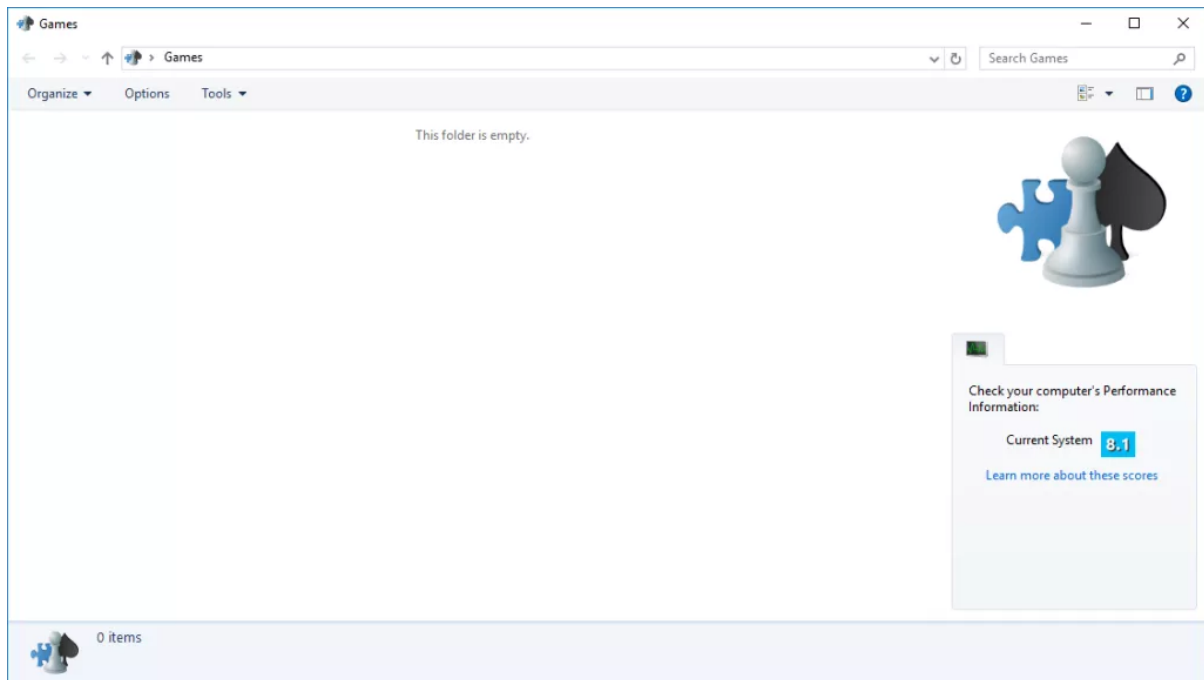 Games
Games
Search Games
Organize Options Tools
This folder is empty.
Check your computer's Performance
Information:
Current System 8.1
Learn more about these scores
0 items